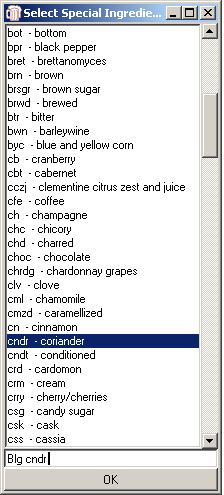 Select Special Ingredie...
bot - bottom
bpr - black pepper
bret - brettanomyces
brn - brown
brsgr - brown sugar
brwd - brewed
btr - bitter
bwn - barleywine
byc - blue and yellow corn
cb - cranberry
cbt - cabernet
cczj - clementine citrus zest and juice
cfe - coffee
ch - champagne
chc - chicory
chd - charred
choc - chocolate
chrdg - chardonnay grapes
clv - clove
cml - chamomile
cmzd - caramellized
cn - cinnamon
cndr - coriander
cndt - conditioned
crd - cardomon
crm - cream
crry - cherry/cherries
csg - candy sugar
csk - cask
css - cassia
Blg cndr
OK